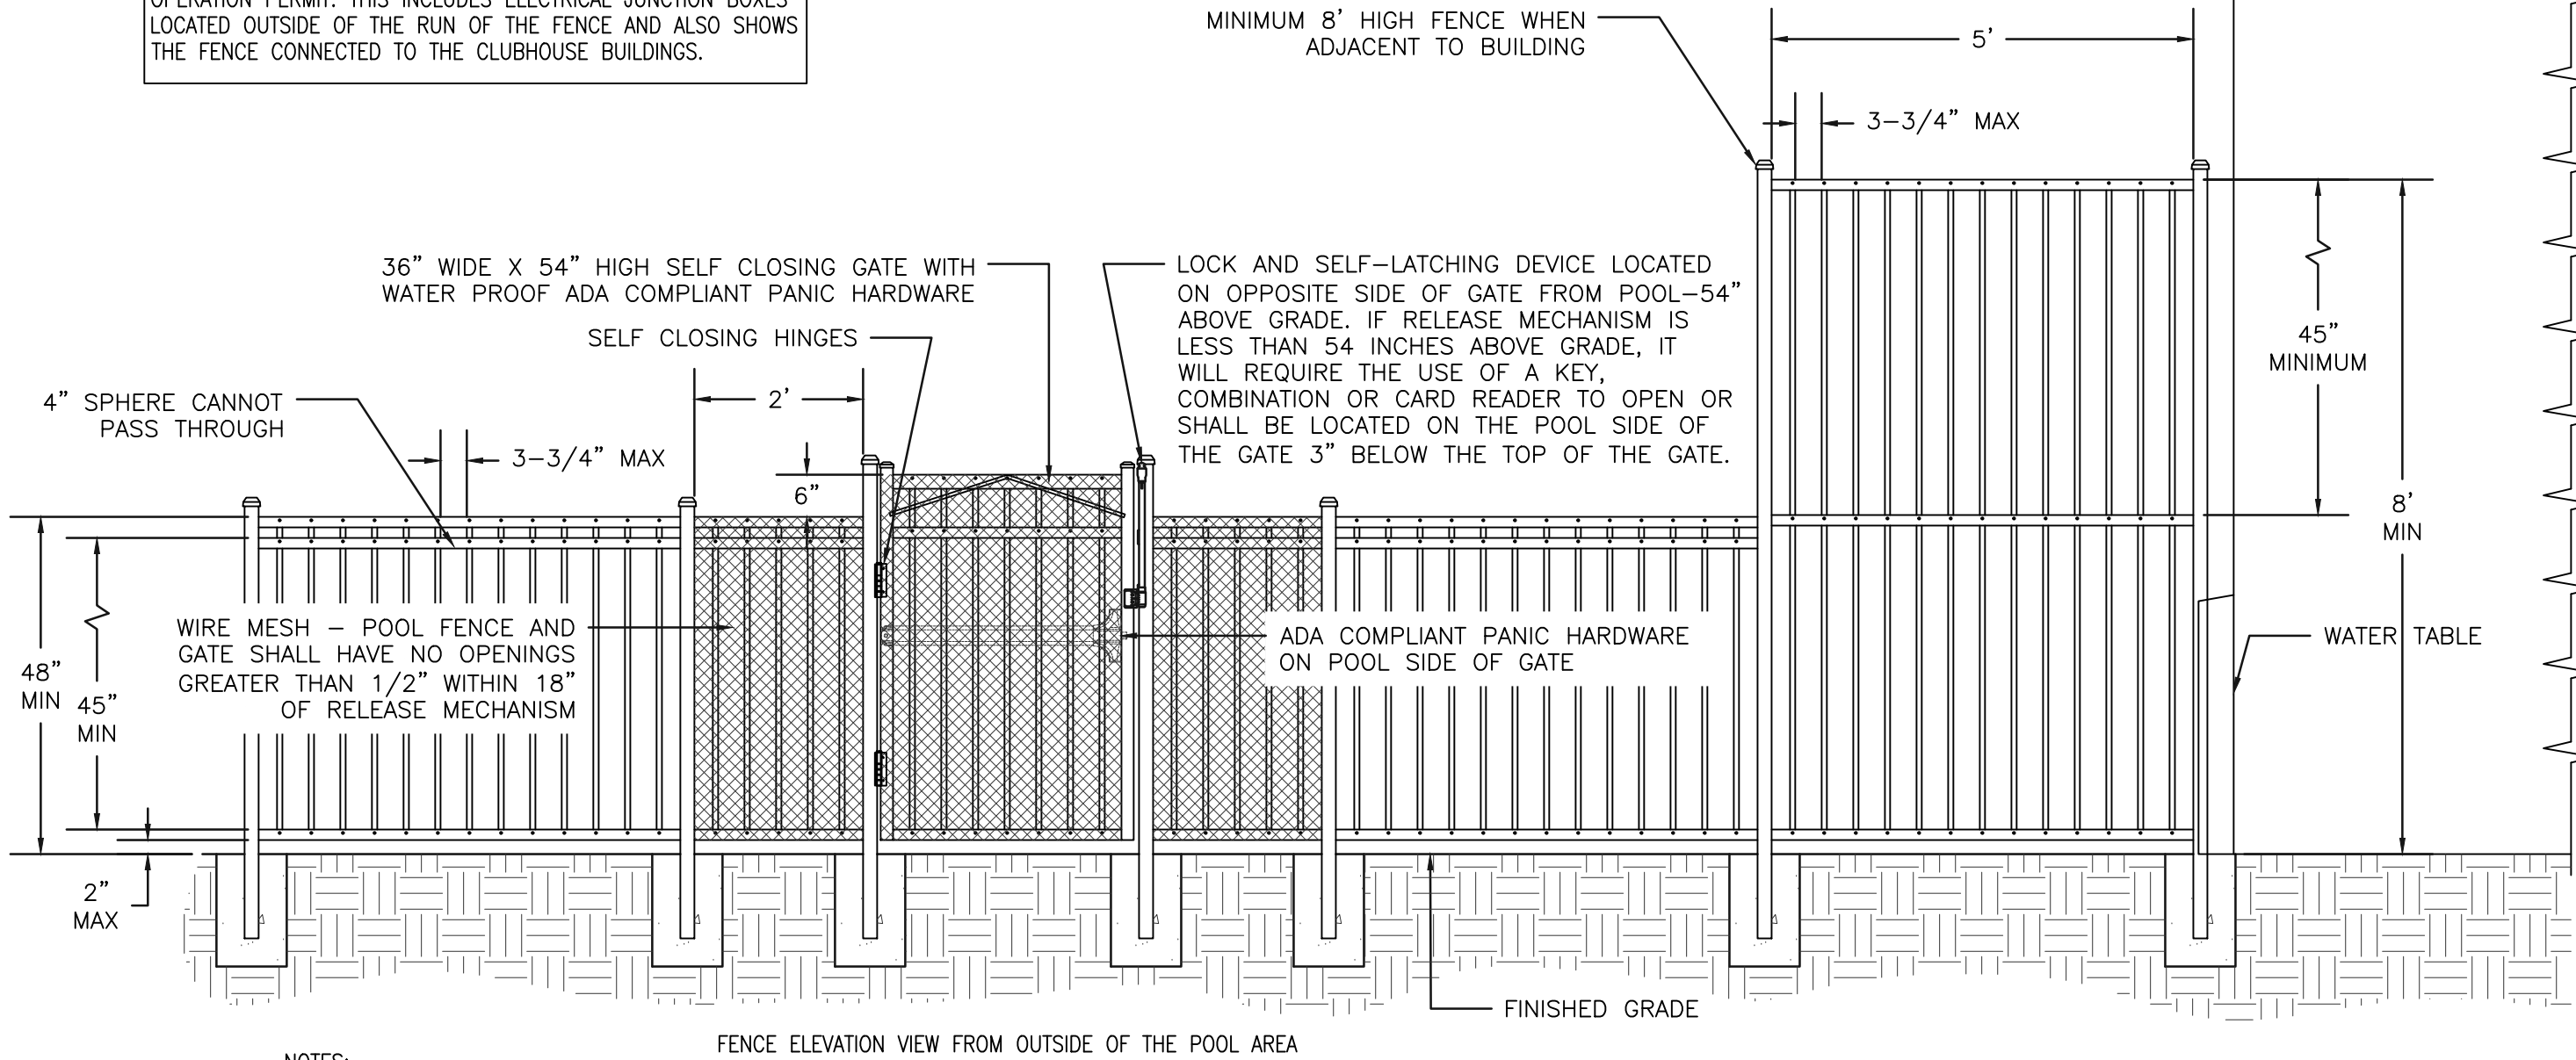 OPERATION PERMIT. THIS INCLUDES ELECTRICAL JUNCTION BOXES
LOCATED OUTSIDE OF THE RUN OF THE FENCE AND ALSO SHOWS
THE FENCE CONNECTED TO THE CLUBHOUSE BUILDINGS.
MINIMUM 8' HIGH FENCE WHEN
ADJACENT TO BUILDING
5'
3-3/4" MAX
36" WIDE X 54" HIGH SELF CLOSING GATE WITH
WATER PROOF ADA COMPLIANT PANIC HARDWARE
SELF CLOSING HINGES
LOCK AND SELF-LATCHING DEVICE LOCATED
ON OPPOSITE SIDE OF GATE FROM POOL-54"
ABOVE GRADE. IF RELEASE MECHANISM IS
LESS THAN 54 INCHES ABOVE GRADE, IT
WILL REQUIRE THE USE OF A KEY,
COMBINATION OR CARD READER TO OPEN OR
SHALL BE LOCATED ON THE POOL SIDE OF
THE GATE 3" BELOW THE TOP OF THE GATE.
45"
MINIMUM
4" SPHERE CANNOT
PASS THROUGH
2'
3-3/4" MAX
6"
8'
MIN
WIRE MESH - POOL FENCE AND
GATE SHALL HAVE NO OPENINGS
GREATER THAN 1/2" WITHIN 18"
OF RELEASE MECHANISM
ADA COMPLIANT PANIC HARDWARE
ON POOL SIDE OF GATE
WATER TABLE
48"
MIN
45"
MIN
2"
MAX
FINISHED GRADE
FENCE ELEVATION VIEW FROM OUTSIDE OF THE POOL AREA
NOTES: